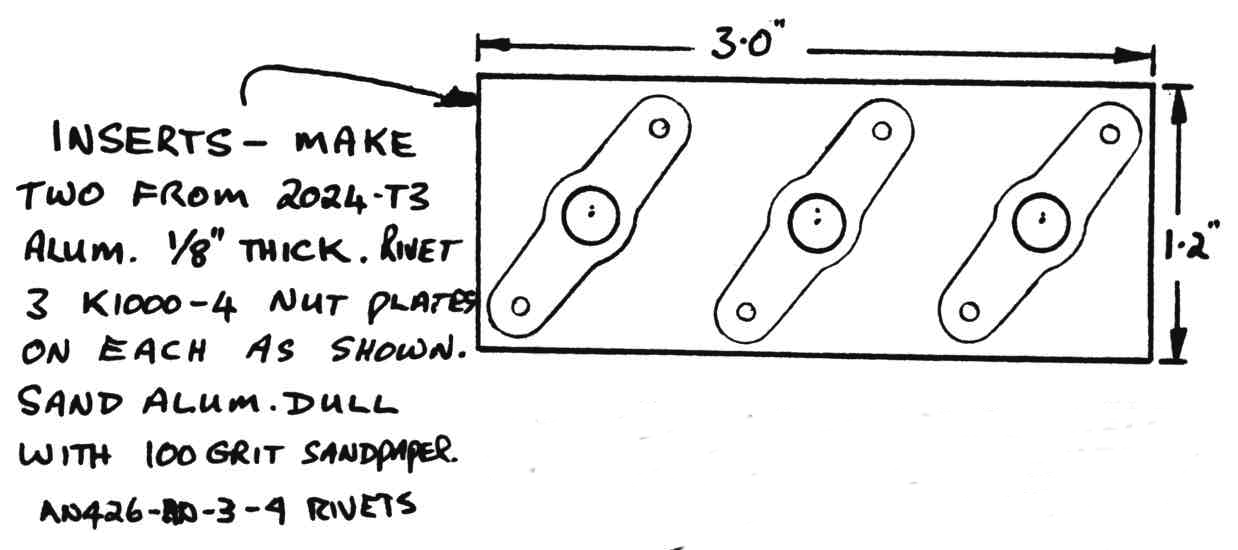 3.0"
INSERTS - MAKE
TWO FROM 2024-T3
ALUM. 1/8" THICK. RIVET
3 K1000-4 NUT PLATES
ON EACH AS SHOWN.
SAND ALUM. DULL
WITH 100 GRIT SANDPAPER.
AN426-AD-3-4 RIVETS
1.2"